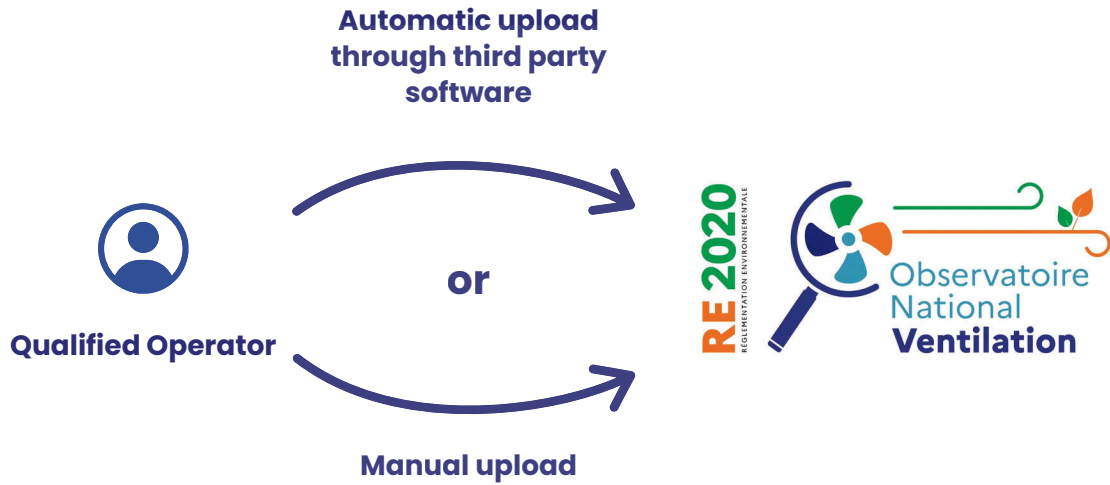 Automatic upload
through third party
software
or
Qualified Operator
Manual upload
RE 2020
RÉGLEMENTATION ENVIRONNEMENTALE
Observatoire
National
Ventilation